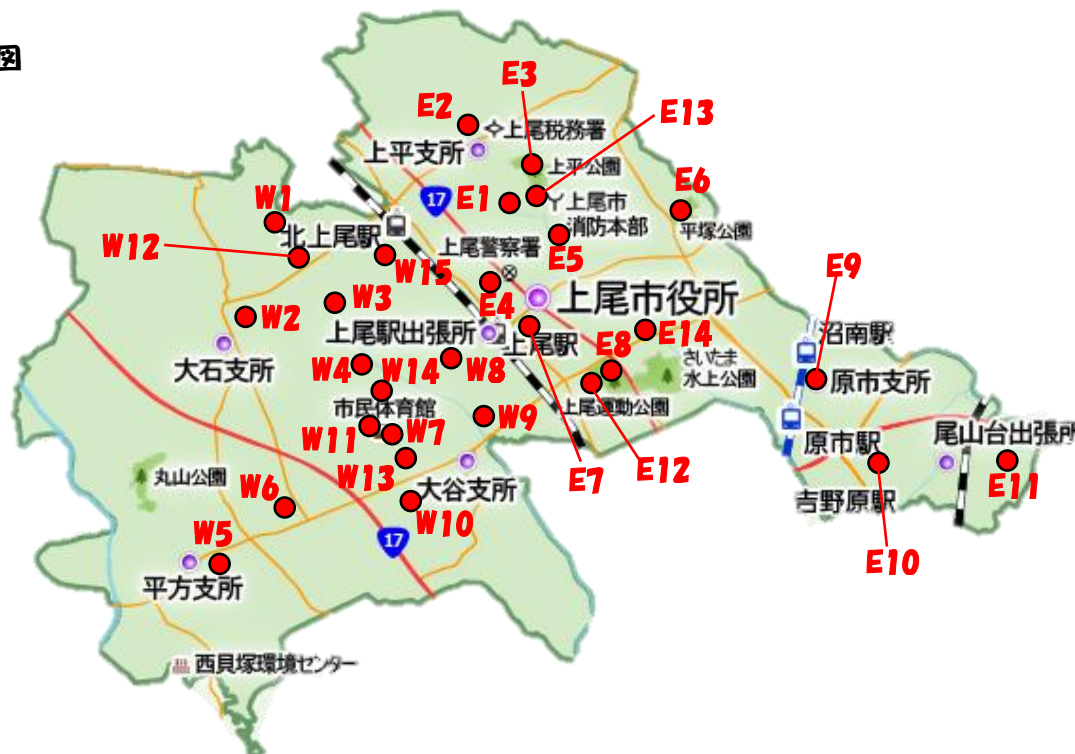 図
E3
E2
E13
上尾税務署
上平支所
上平公園
17
E1
上尾市
消防本部
E6
平塚公園
W1
北上尾駅
W12
上尾警察署
E5
W15
E9
E4
上尾市役所
W3
W2
上尾駅出張所
上尾駅
E14
沼南駅
大石支所
W4
W14
W8
E8
さいたま
水上公園
原市支所
市民体育館
上尾運動公園
W11
W7
W9
原市駅
尾山台出張所
W13
E7
E12
丸山公園
大谷支所
E11
W6
W10
吉野原駅
W5
17
E10
平方支所
西貝塚環境センター